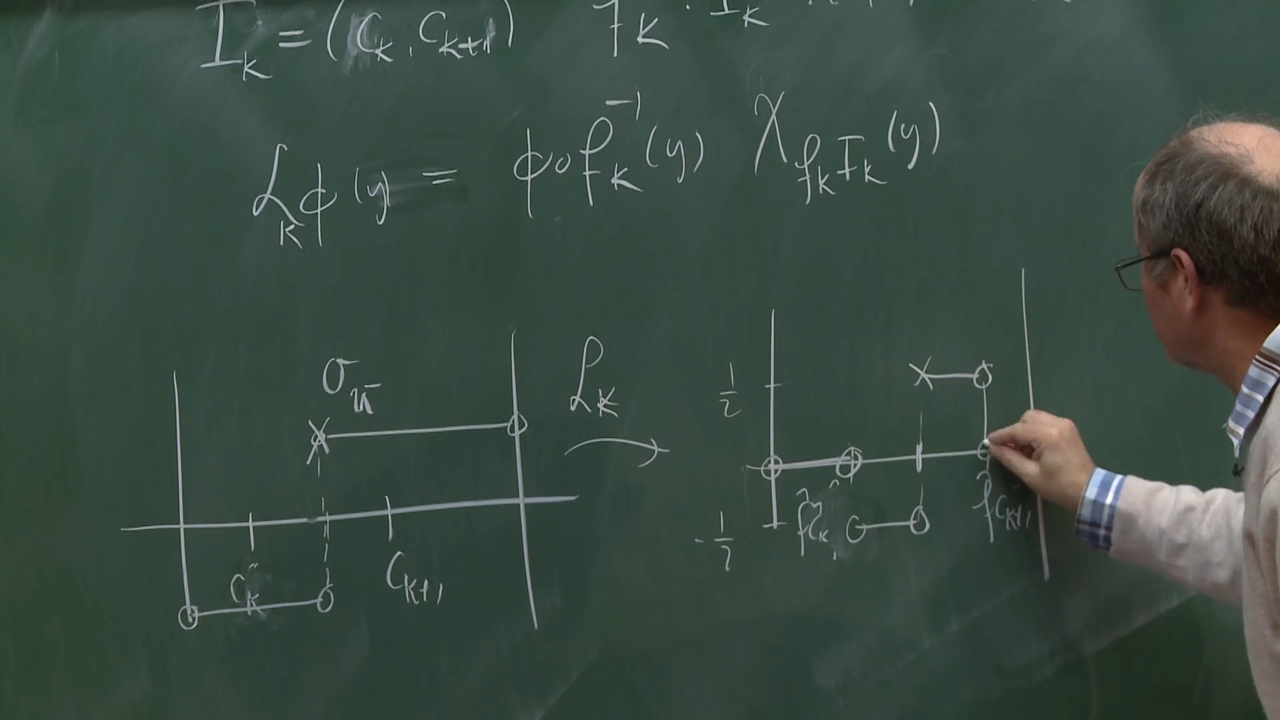 I_k = (c_k, c_{k+1}) f_k : I_k
L_k ϕ(y) = ϕ∘f_k^{-1}(y) χ_{f_k I_k}(y)
σ_u̅
L_k
1/2
-1/2
c_k
c_{k+1}
f̂c_k
f̂c_{k+1}